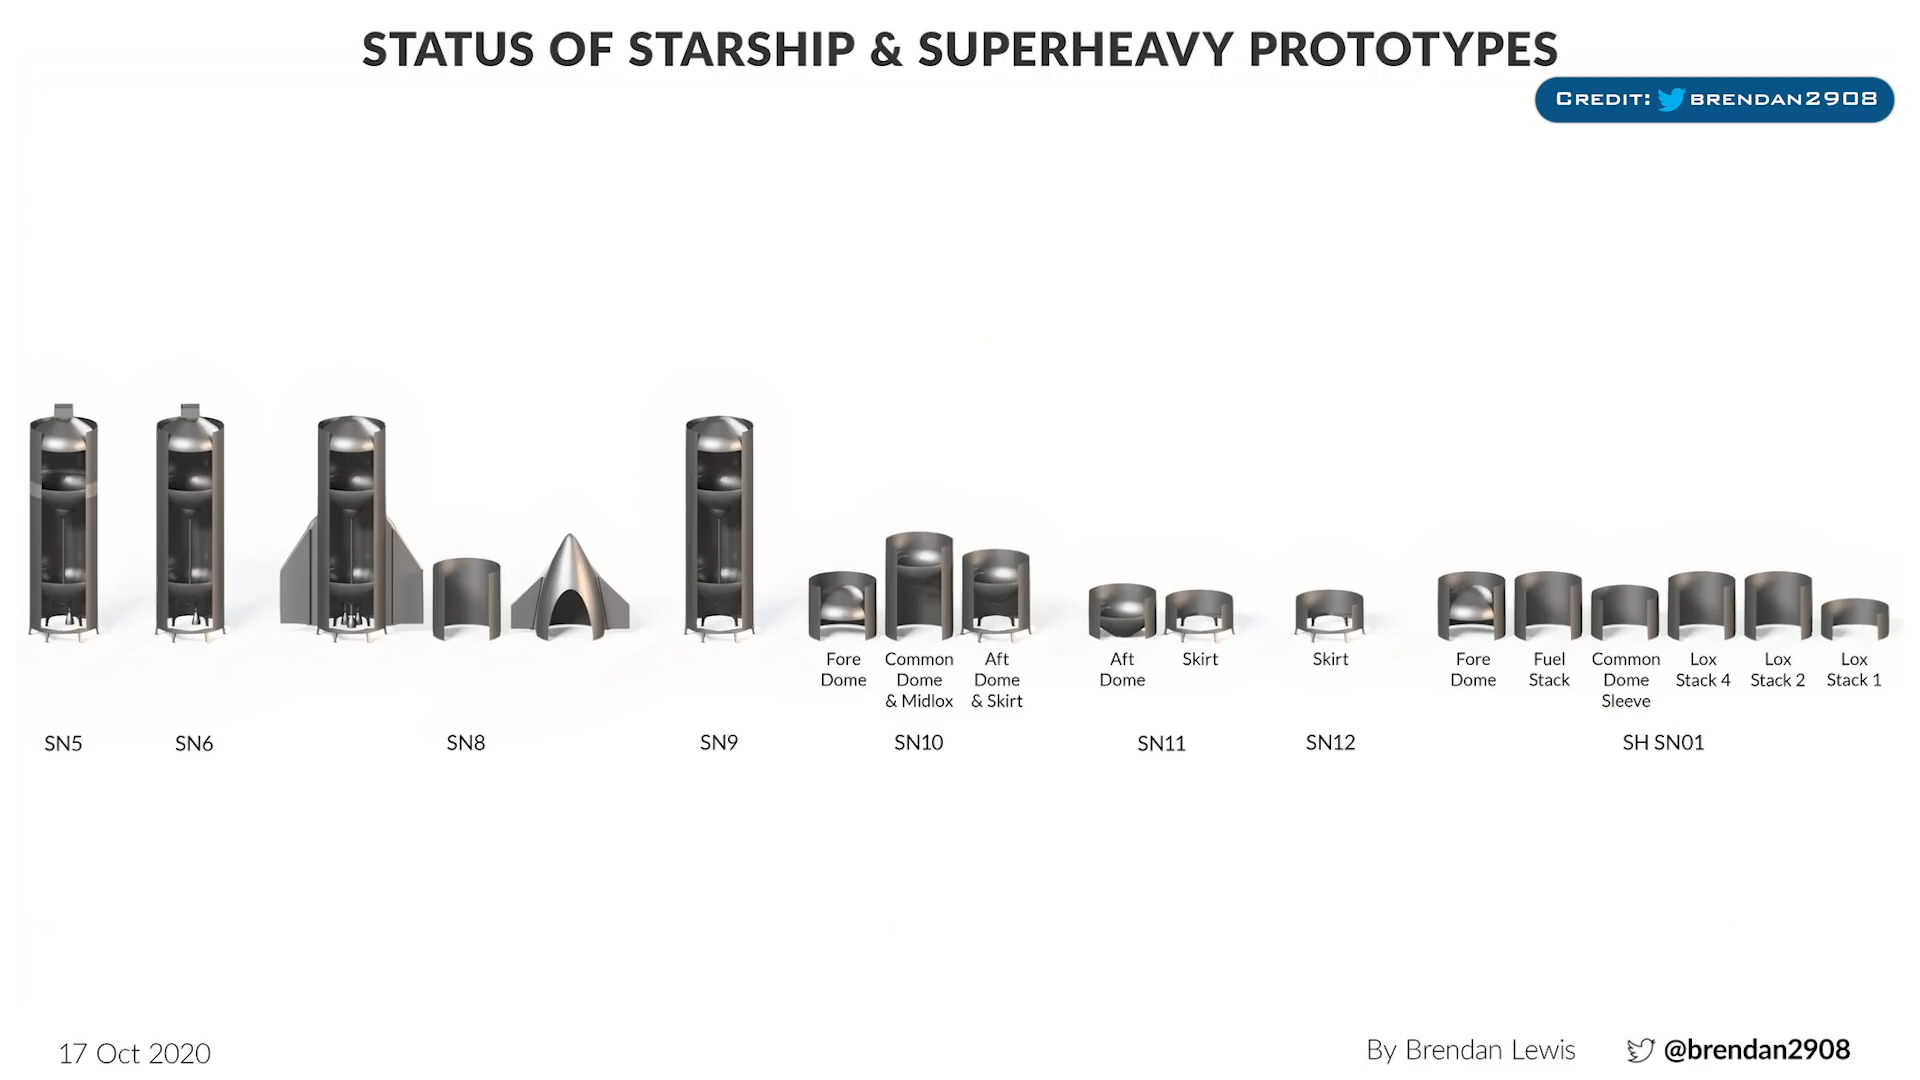 STATUS OF STARSHIP & SUPERHEAVY PROTOTYPES
CREDIT: BRENDAN2908
Fore
Dome
Common
Dome
& Midlox
Aft
Dome
& Skirt
Aft
Dome
Skirt
Skirt
Fore
Dome
Fuel
Stack
Common
Dome
Sleeve
Lox
Stack 4
Lox
Stack 2
Lox
Stack 1
SN5
SN6
SN8
SN9
SN10
SN11
SN12
SH SN01
17 Oct 2020
By Brendan Lewis
@brendan2908